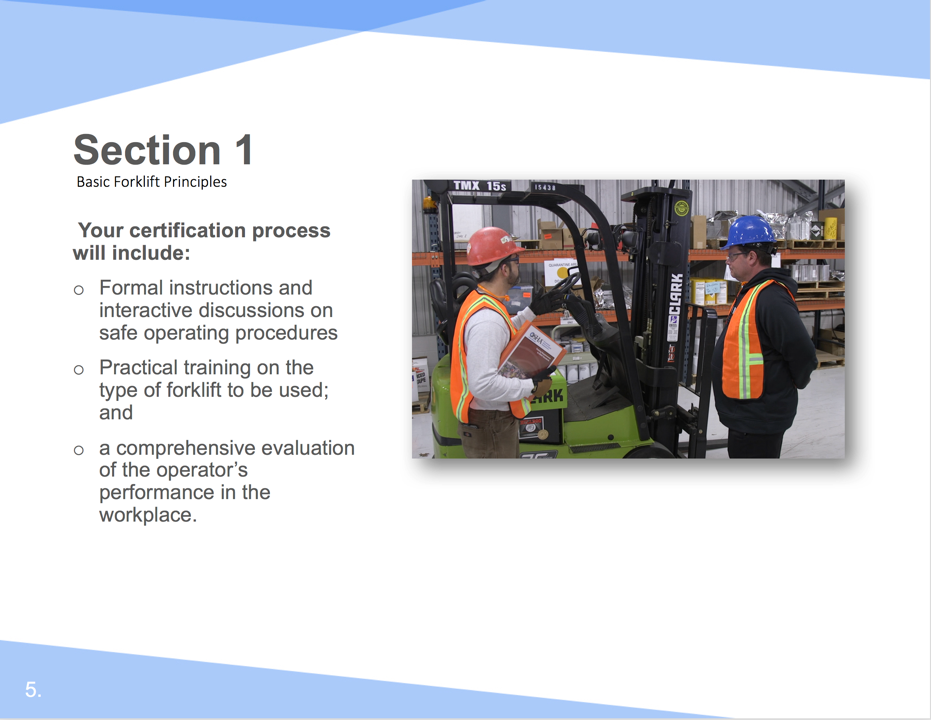 Section 1
Basic Forklift Principles
Your certification process
will include:
o Formal instructions and
interactive discussions on
safe operating procedures
o Practical training on the
type of forklift to be used;
and
o a comprehensive evaluation
of the operator’s
performance in the
workplace.
TMX 15s
15438
CLARK
ARK
5.